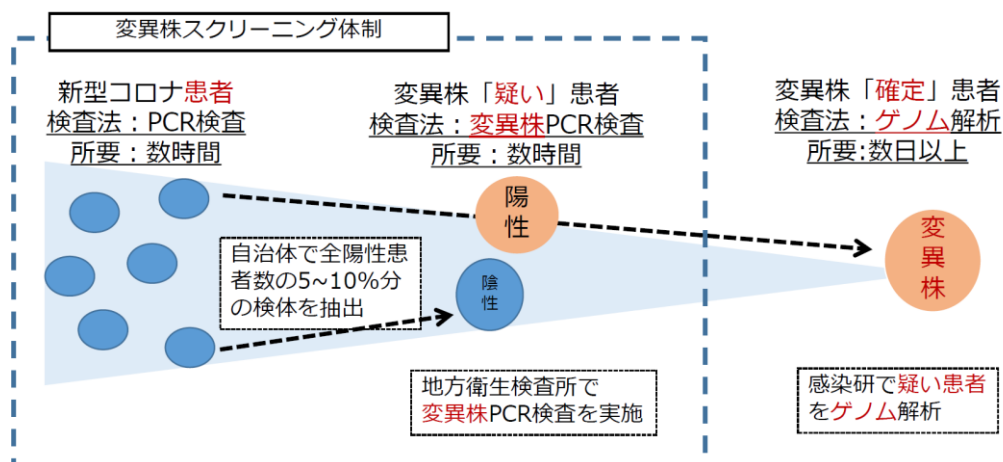 変異株スクリーニング体制
新型コロナ患者
検査法：PCR検査
所要：数時間
変異株「疑い」患者
検査法：変異株PCR検査
所要：数時間
変異株「確定」患者
検査法：ゲノム解析
所要:数日以上
陽
性
陰
性
変
異
株
自治体で全陽性患
者数の5~10%分
の検体を抽出
地方衛生検査所で
変異株PCR検査を実施
感染研で疑い患者
をゲノム解析